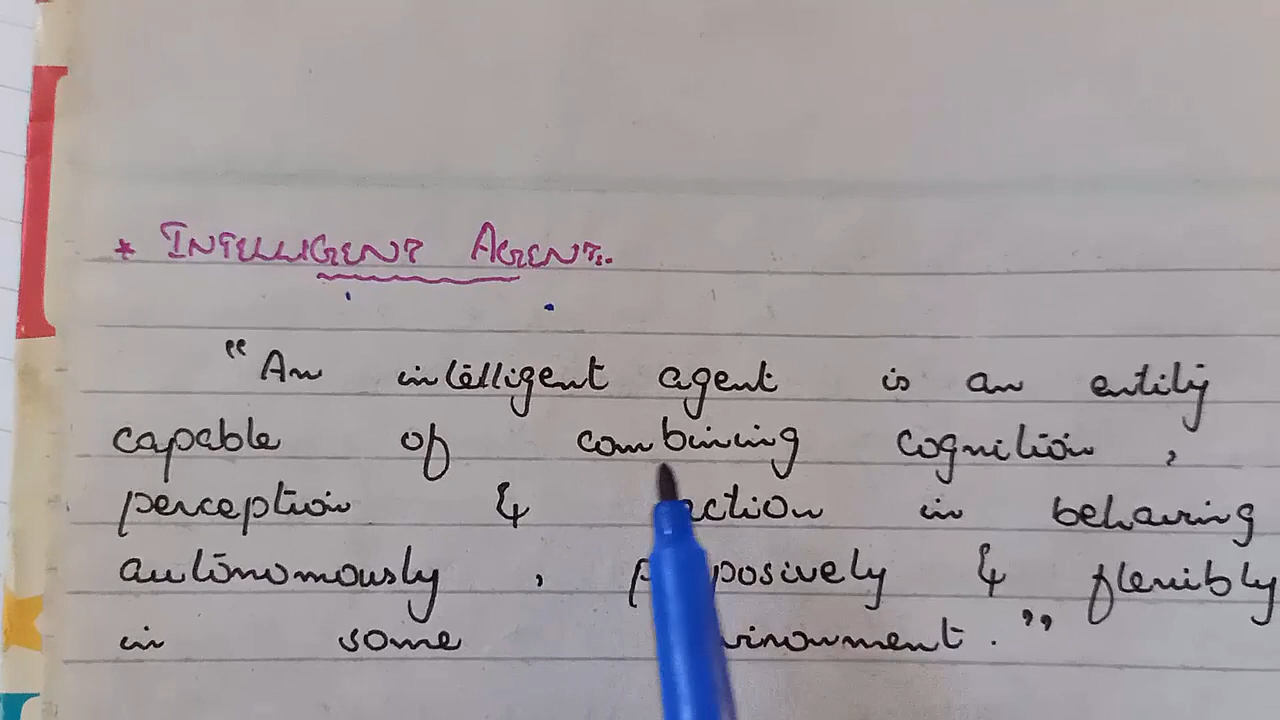 * INTELLIGENT AGENT..
"An intelligent agent is an entity
capable of combining cognition ,
perception & action in behaving
autonomously , purposively & flexibly
in some environment."